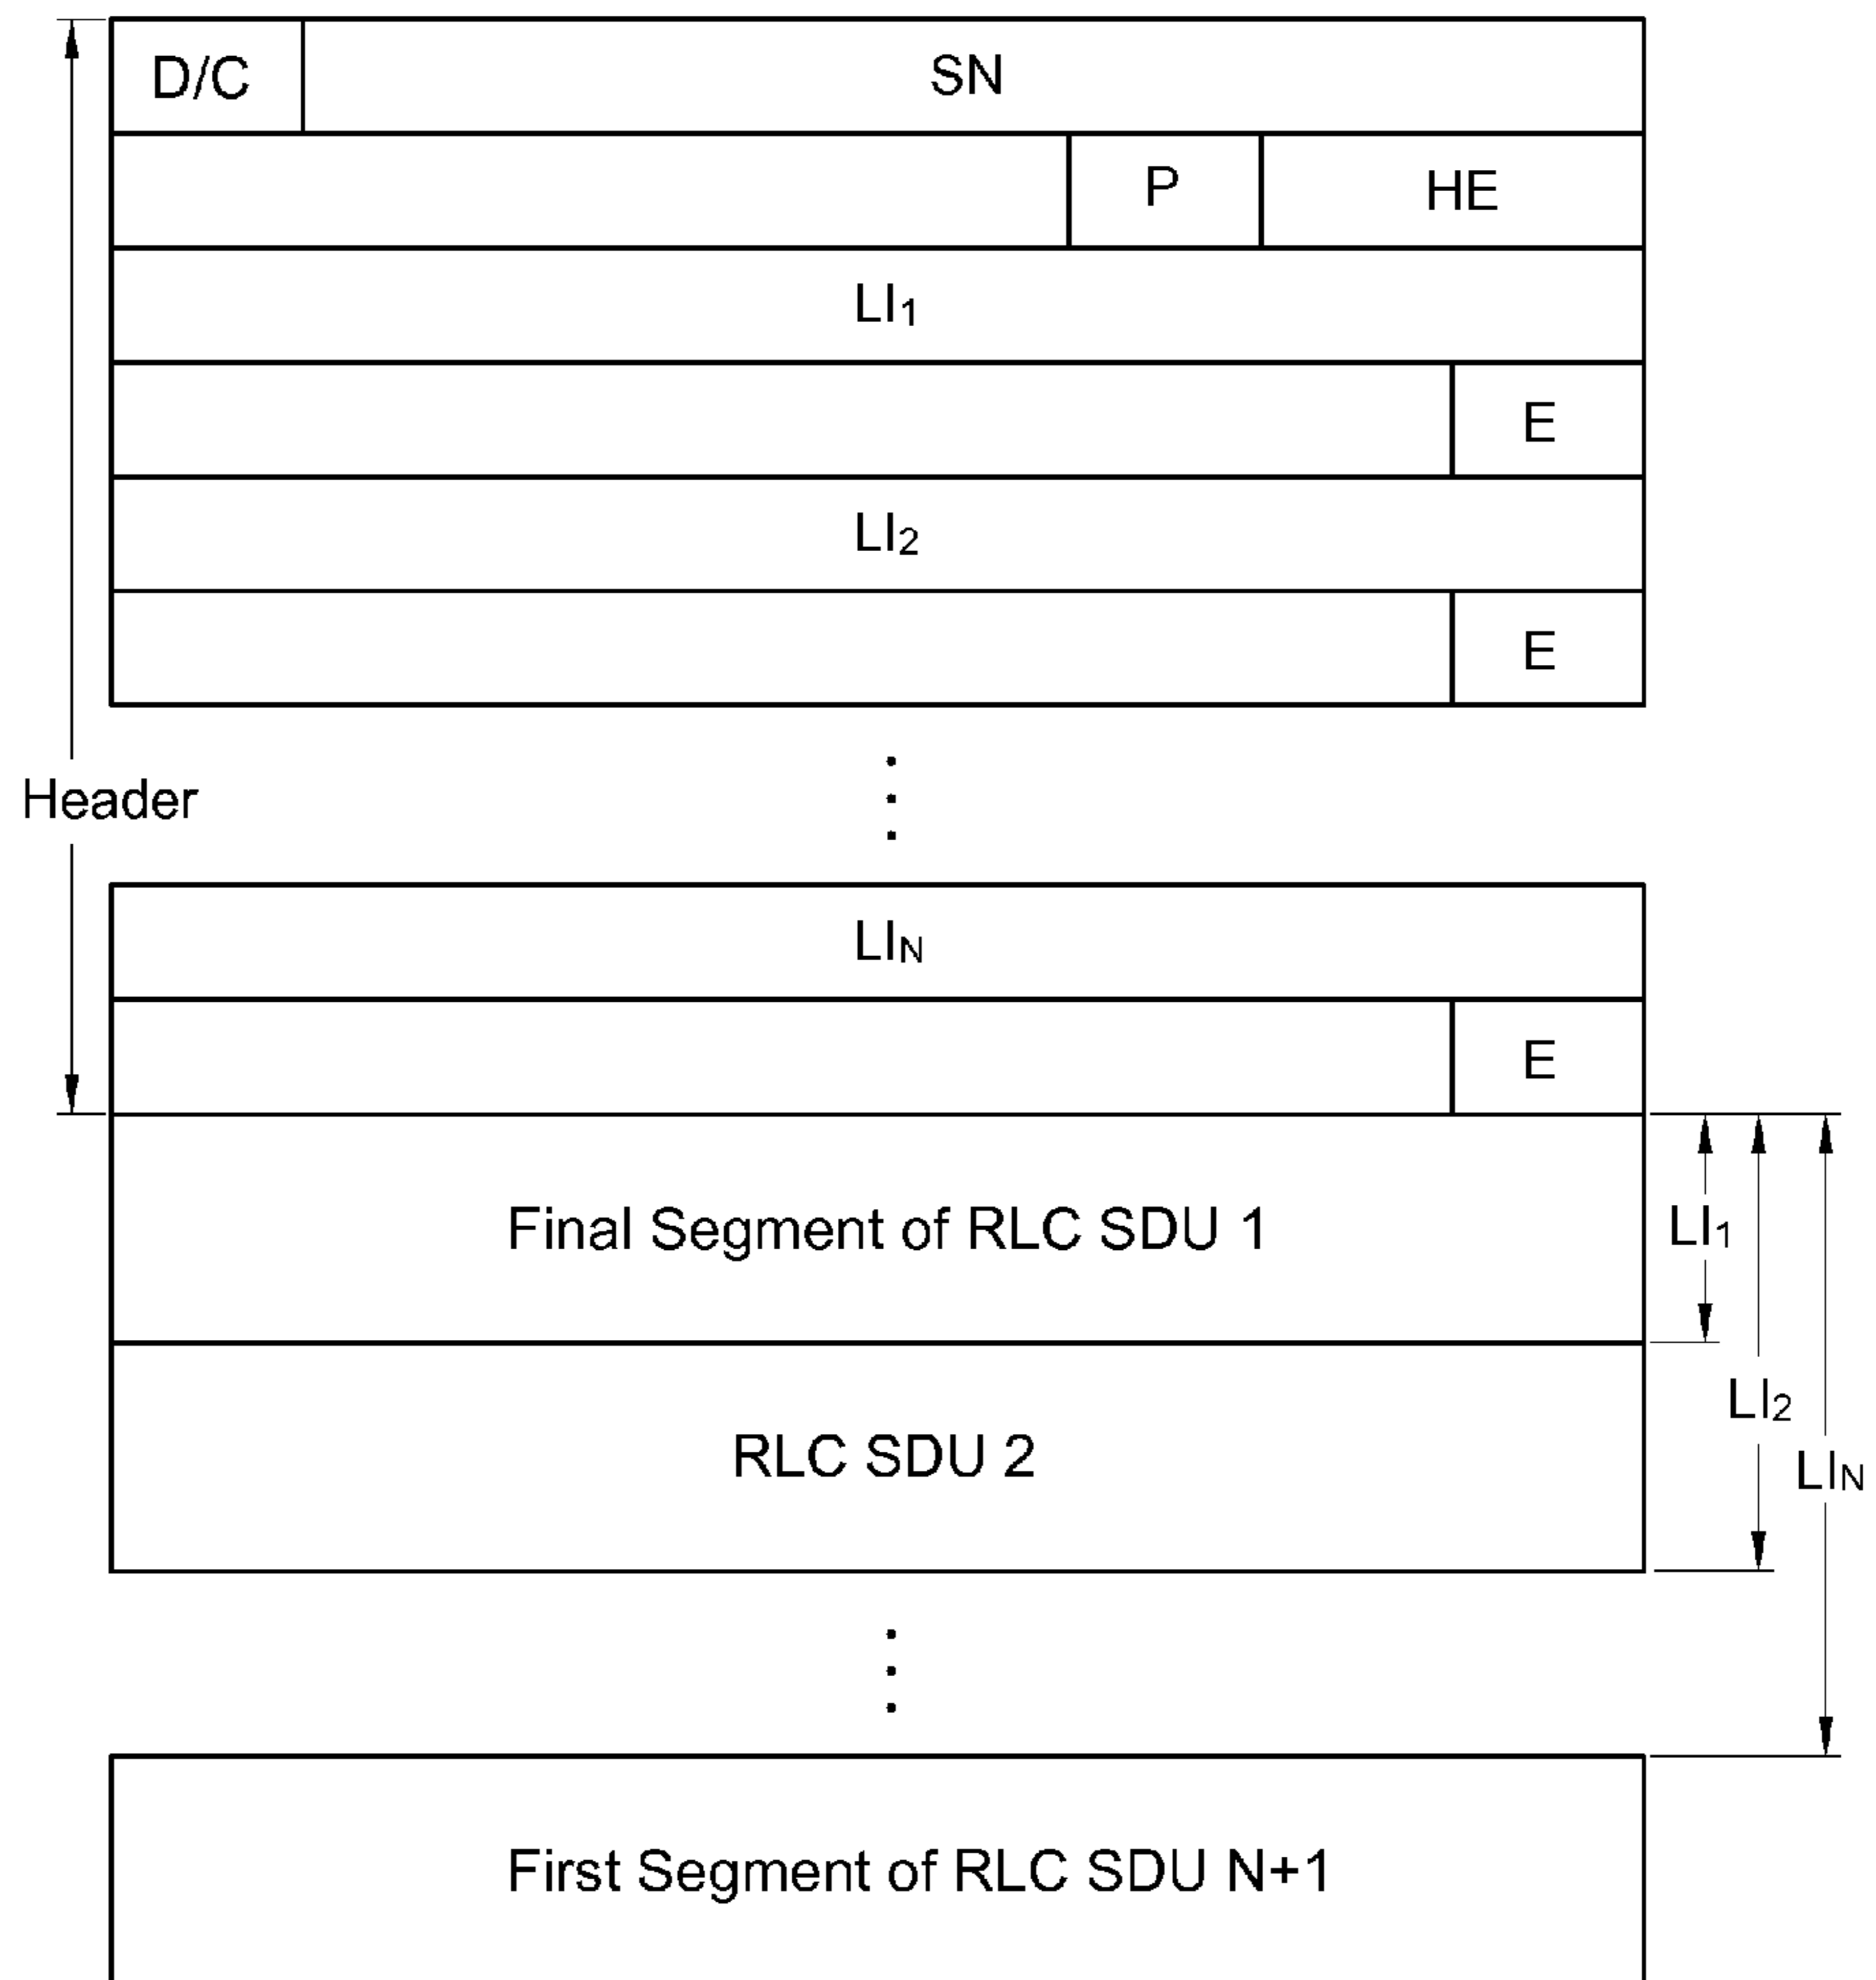 D/C SN
P HE
LI1
E
LI2
E
Header
LIN
E
Final Segment of RLC SDU 1
LI1
RLC SDU 2
LI2
LIN
First Segment of RLC SDU N+1